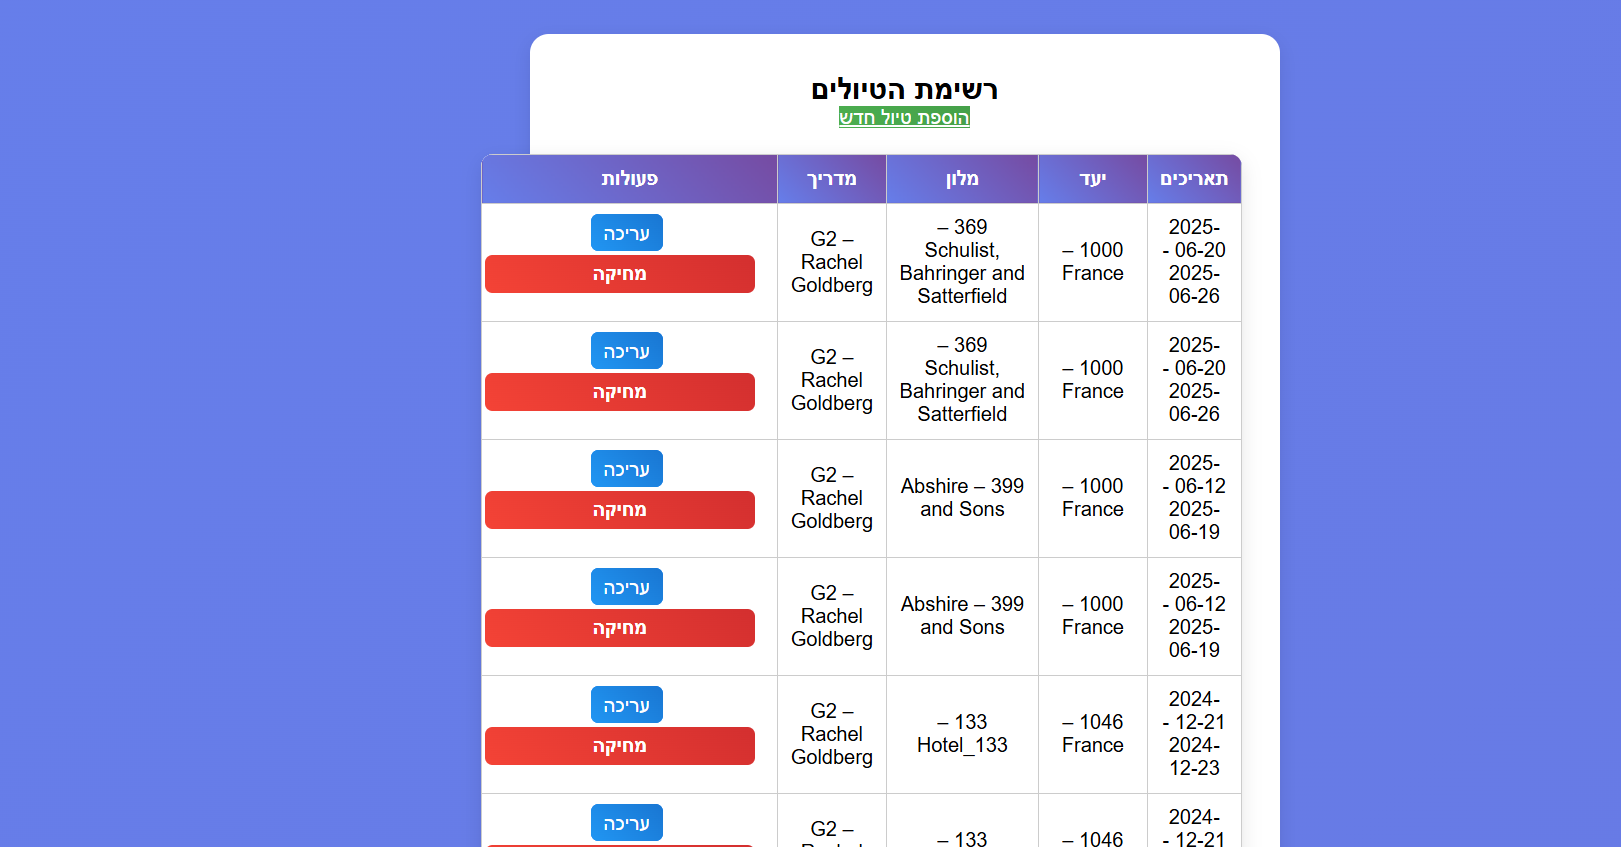 רשימת הטיולים
הוספת טיול חדש
תאריכים	יעד	מלון	מדריך	פעולות
2025-
06-20 -
2025-
06-26
1000 –
France
369 –
Schulist,
Bahringer and
Satterfield
G2 –
Rachel
Goldberg
עריכה
מחיקה
2025-
06-20 -
2025-
06-26
1000 –
France
369 –
Schulist,
Bahringer and
Satterfield
G2 –
Rachel
Goldberg
עריכה
מחיקה
2025-
06-12 -
2025-
06-19
1000 –
France
399 – Abshire
and Sons
G2 –
Rachel
Goldberg
עריכה
מחיקה
2025-
06-12 -
2025-
06-19
1000 –
France
399 – Abshire
and Sons
G2 –
Rachel
Goldberg
עריכה
מחיקה
2024-
12-21 -
2024-
12-23
1046 –
France
133 –
Hotel_133
G2 –
Rachel
Goldberg
עריכה
מחיקה
2024-
12-21 -
1046 –
133 –
G2 –
Rachel
עריכה